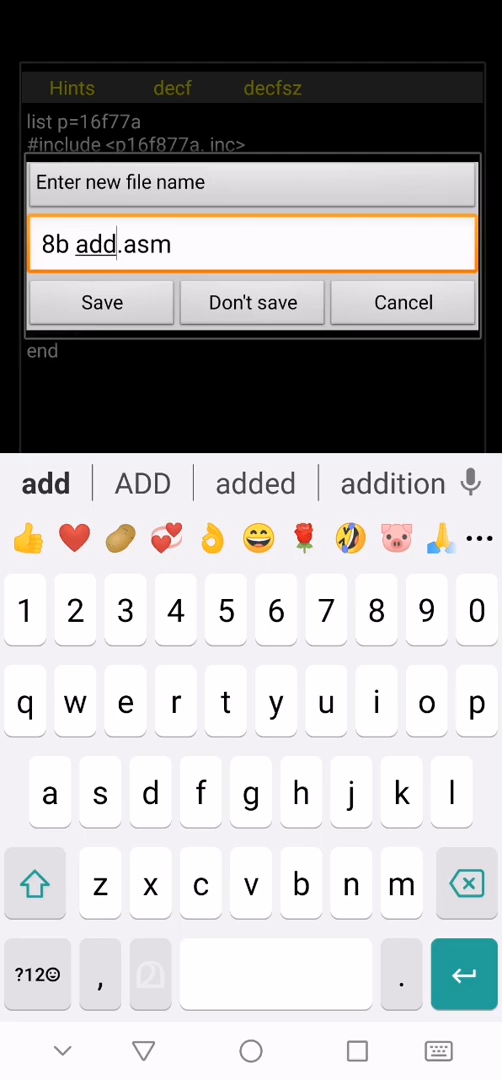 Hints decf decfsz
list p=16f77a
#include <p16f877a. inc>
Enter new file name
8b add.asm
Save Don't save Cancel
end
add ADD added addition
1 2 3 4 5 6 7 8 9 0
q w e r t y u i o p
a s d f g h j k l
z x c v b n m
?12☺ , മ .